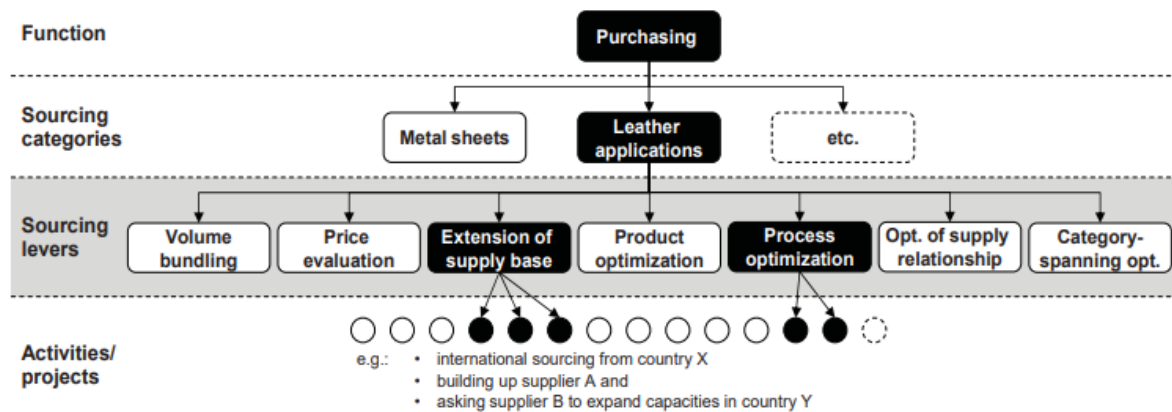 Function
Purchasing
Sourcing
categories
Metal sheets
Leather
applications
etc.
Sourcing
levers
Volume
bundling
Price
evaluation
Extension of
supply base
Product
optimization
Process
optimization
Opt. of supply
relationship
Category-
spanning opt.
Activities/
projects
e.g.: • international sourcing from country X
• building up supplier A and
• asking supplier B to expand capacities in country Y